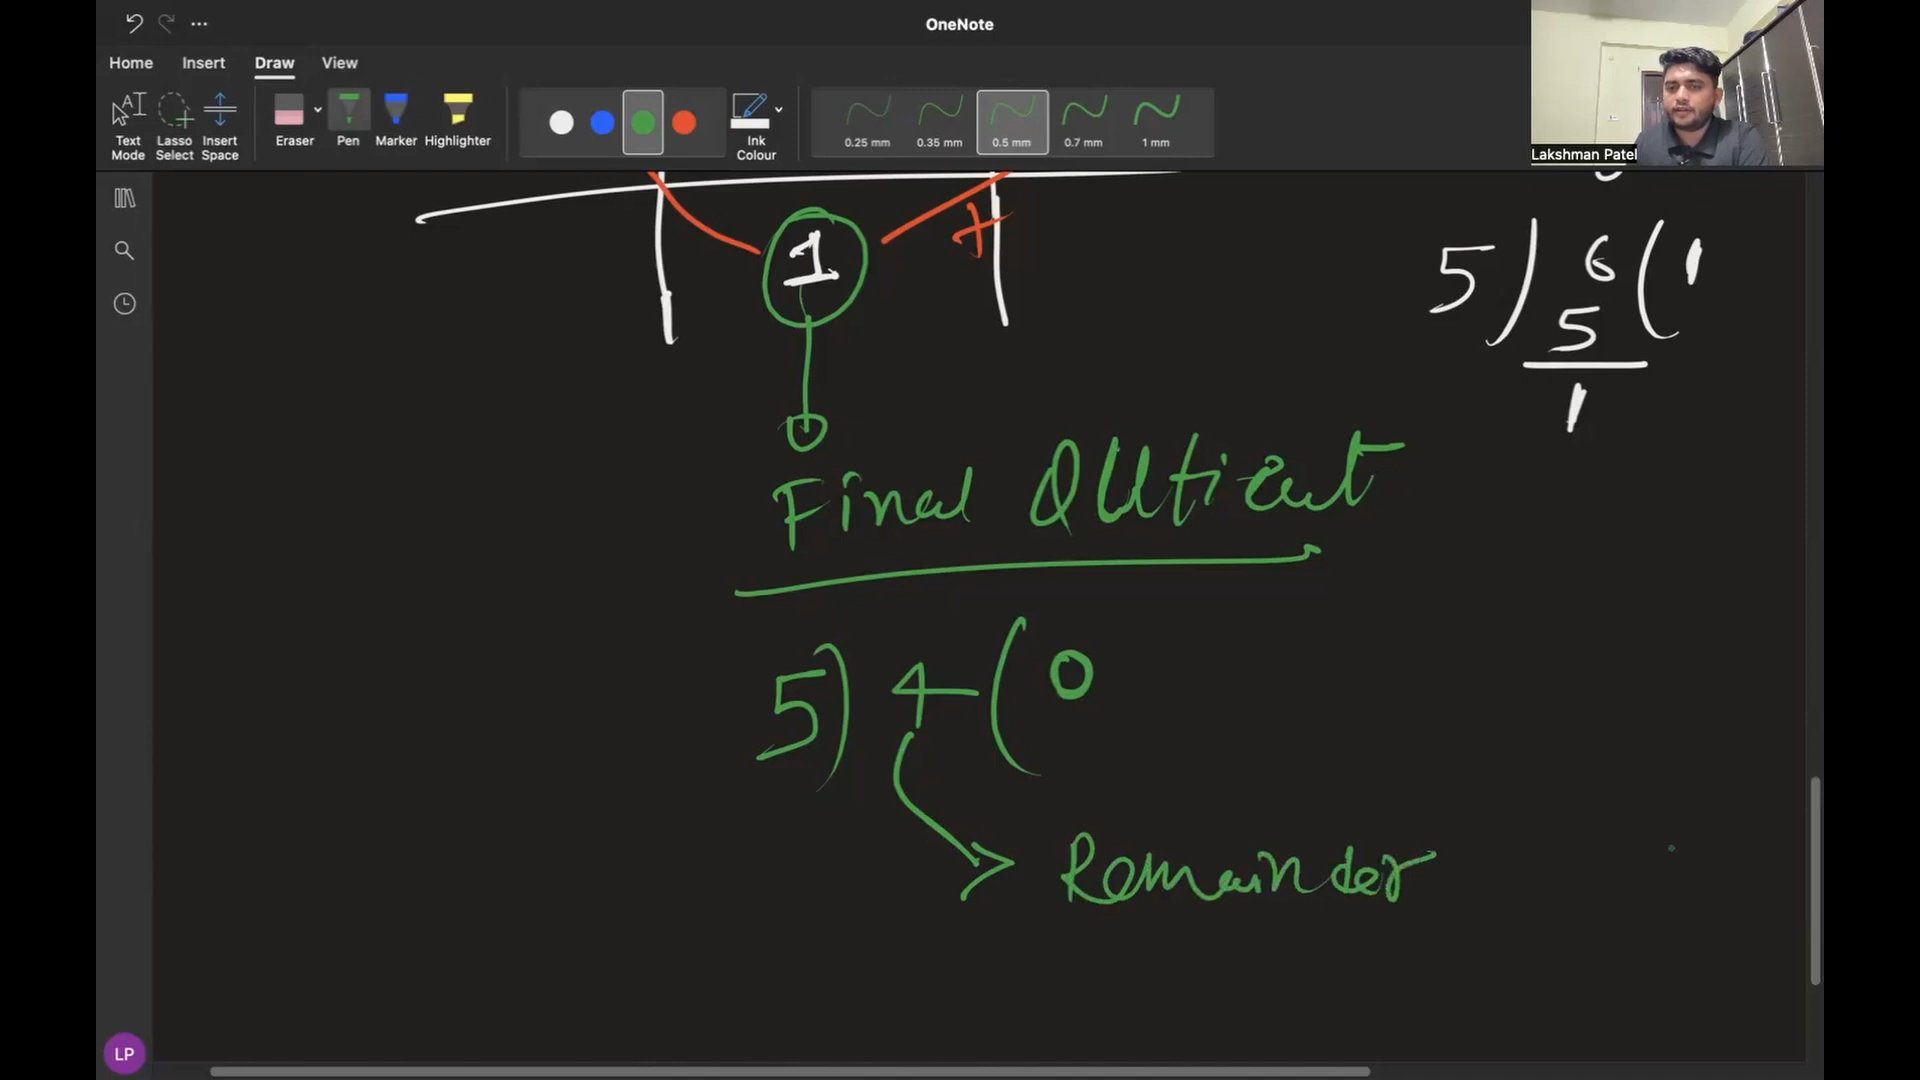 OneNote
Home Insert Draw View
Text Mode
Lasso Select
Insert Space
Eraser
Pen
Marker
Highlighter
Ink Colour
0.25 mm
0.35 mm
0.5 mm
0.7 mm
1 mm
Lakshman Patel
1 +
5) 6 (1
5
1
Final QUtient
5) 4 ( 0
Remainder
LP